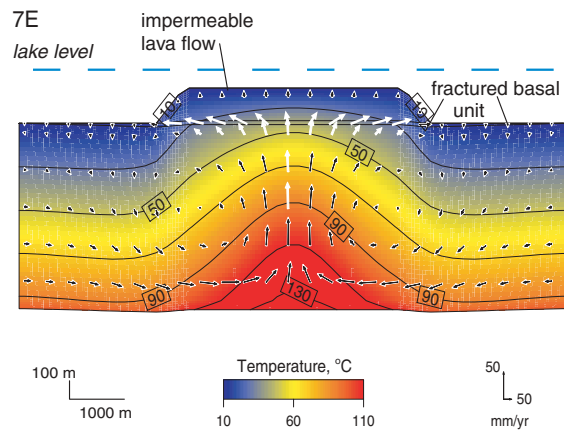 7E
impermeable
lava flow
lake level
fractured basal
unit
10
10
50
50
90
90
90
130
100 m
1000 m
Temperature, °C
10
60
110
50
50
mm/yr